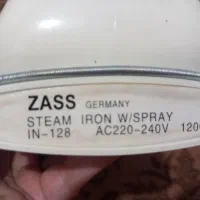 ZASS GERMANY
STEAM IRON W/SPRAY
IN-128 AC220-240V 120